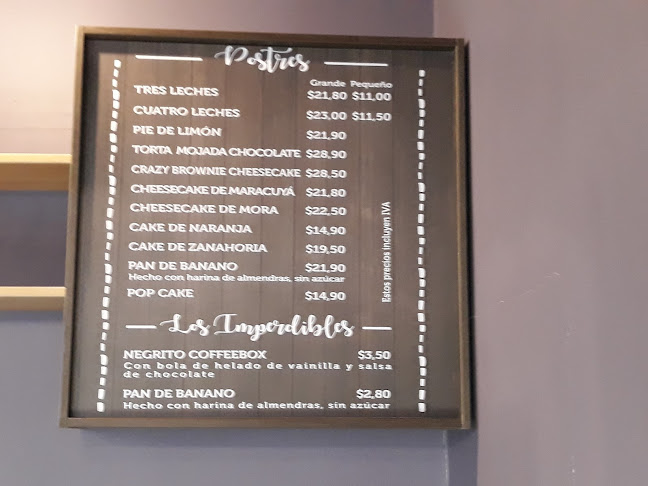 Postres
Grande Pequeño
TRES LECHES $21,80 $11,00
CUATRO LECHES $23,00 $11,50
PIE DE LIMÓN $21,90
TORTA MOJADA CHOCOLATE $28,90
CRAZY BROWNIE CHEESECAKE $28,50
CHEESECAKE DE MARACUYÁ $21,80
CHEESECAKE DE MORA $22,50
CAKE DE NARANJA $14,90
CAKE DE ZANAHORIA $19,50
PAN DE BANANO $21,90
Hecho con harina de almendras, sin azúcar
POP CAKE $14,90
Estos precios incluyen IVA
Los Imperdibles
NEGRITO COFFEEBOX $3,50
Con bola de helado de vainilla y salsa
de chocolate
PAN DE BANANO $2,80
Hecho con harina de almendras, sin azúcar